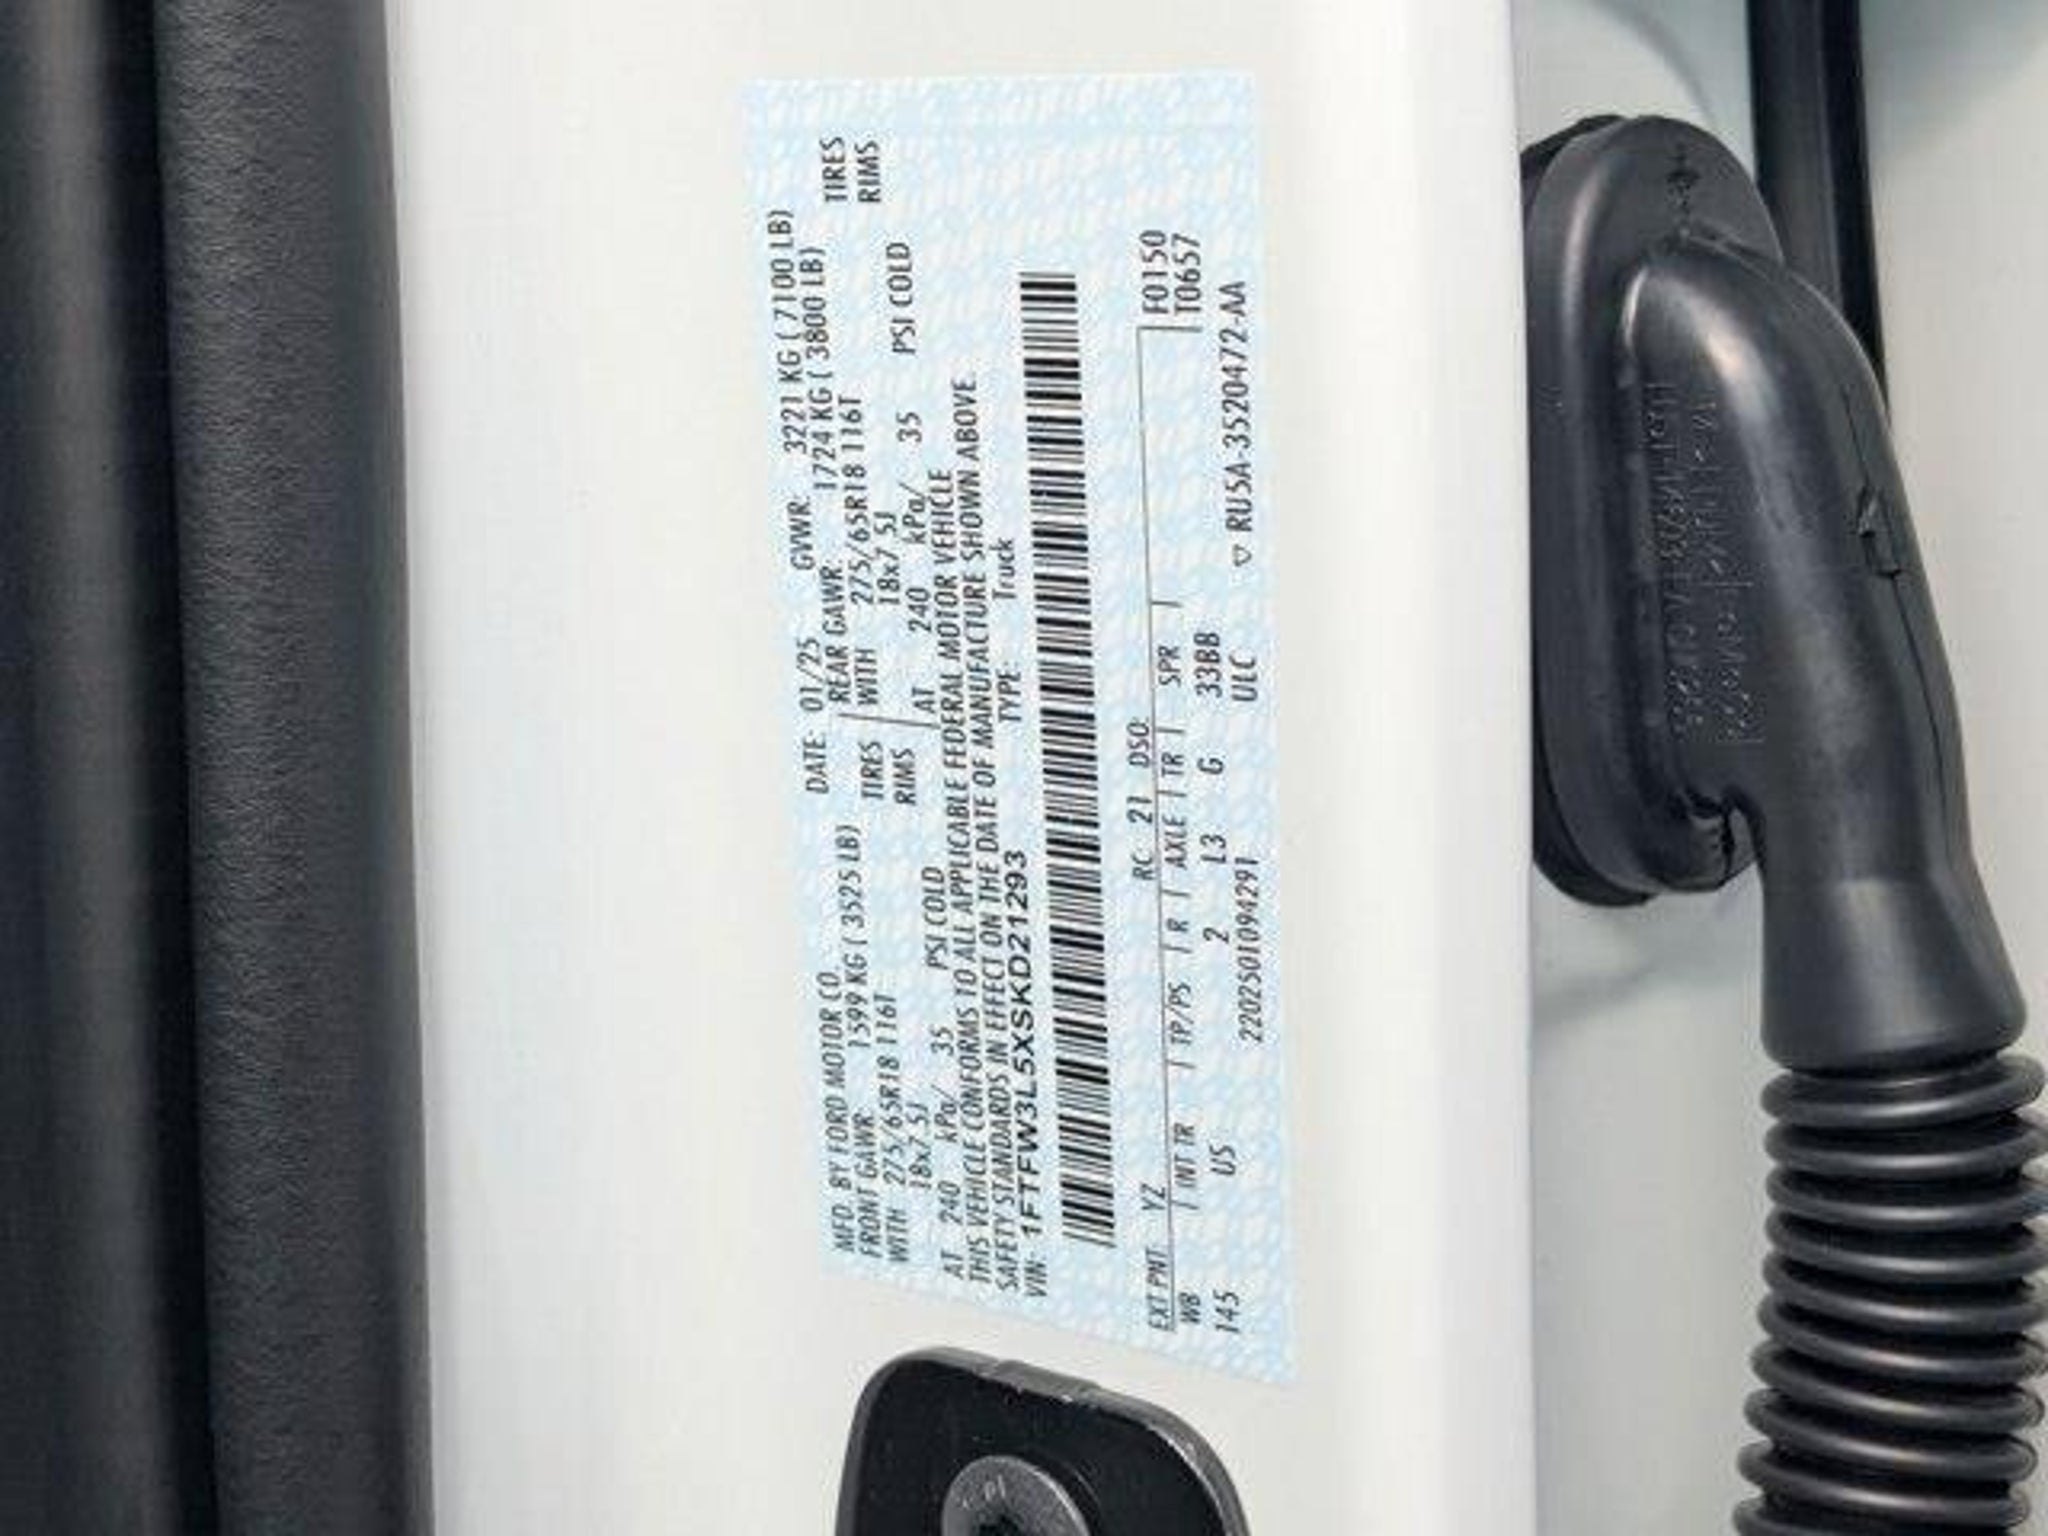 MFD. BY FORD MOTOR CO
DATE: 01/25 GVWR: 3221 KG ( 7100 LB)
FRONT GAWR: 1599 KG ( 3525 LB)
REAR GAWR: 1724 KG ( 3800 LB)
WITH 275/65R18 116T TIRES
WITH 275/65R18 116T TIRES
18x7.5J RIMS
18x7.5J RIMS
AT 240 kPa/ 35 PSI COLD
AT 240 kPa/ 35 PSI COLD
THIS VEHICLE CONFORMS TO ALL APPLICABLE FEDERAL MOTOR VEHICLE
SAFETY STANDARDS IN EFFECT ON THE DATE OF MANUFACTURE SHOWN ABOVE.
VIN: 1FTFW3L5XSKD21293 TYPE: Truck
EXT PNT: YZ RC: 21 DSO: F0150
WB INT TR TP/PS R AXLE TR SPR T0657
145 US 2 L3 G 33BB
2202501094291 ULC ▽ RU5A-3520472-AA